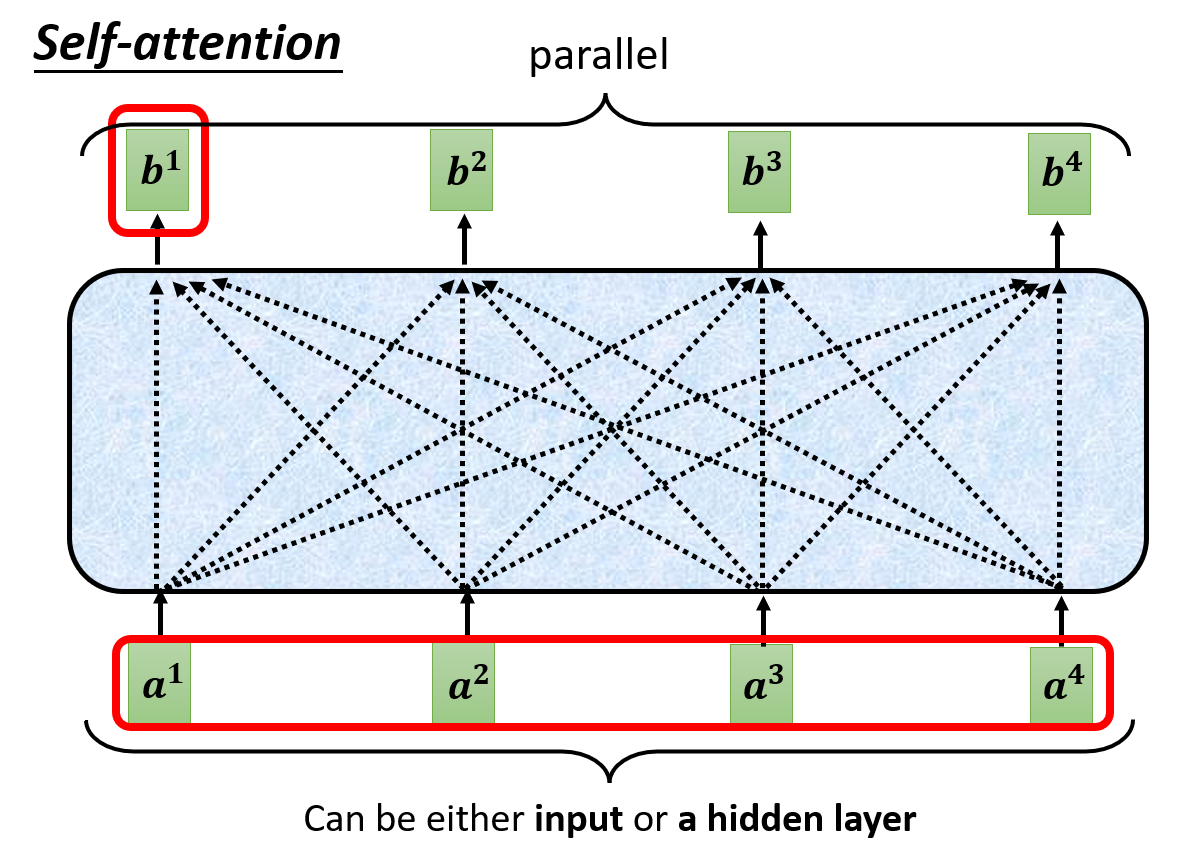 Self-attention
parallel
b¹ b² b³ b⁴
a¹ a² a³ a⁴
Can be either input or a hidden layer